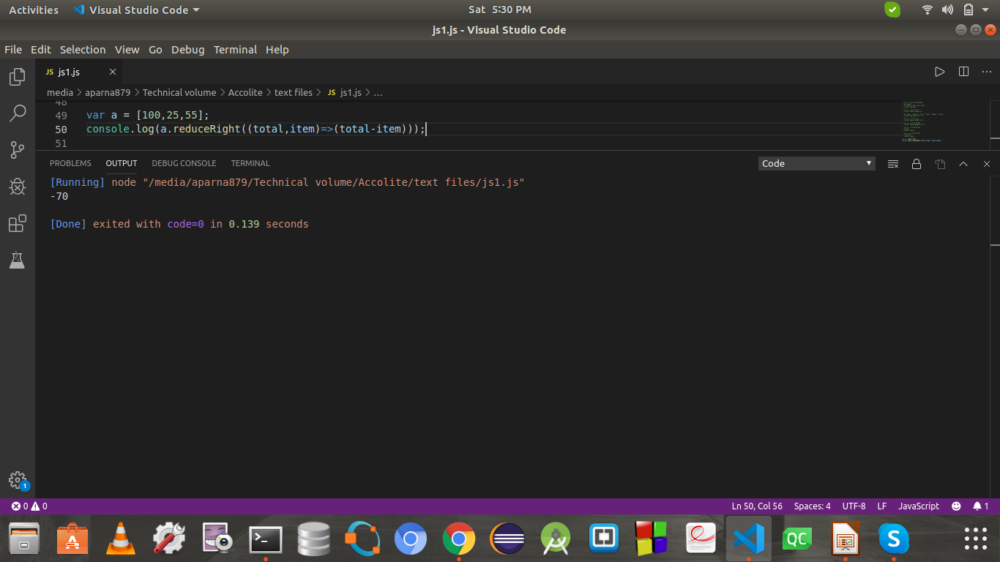 Activities Visual Studio Code Sat 5:30 PM
js1.js - Visual Studio Code
File Edit Selection View Go Debug Terminal Help
JS js1.js
media > aparna879 > Technical volume > Accolite > text files > JS js1.js > ...
48
49 var a = [100,25,55];
50 console.log(a.reduceRight((total,item)=>(total-item)));
51
PROBLEMS OUTPUT DEBUG CONSOLE TERMINAL Code
[Running] node "/media/aparna879/Technical volume/Accolite/text files/js1.js"
-70
[Done] exited with code=0 in 0.139 seconds
1
0 0 Ln 50, Col 56 Spaces: 4 UTF-8 LF JavaScript 1
QC